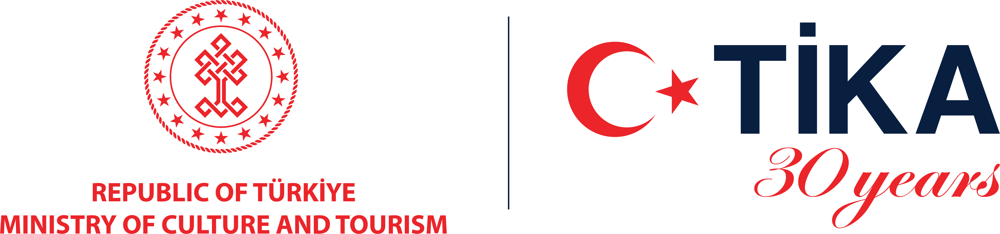 REPUBLIC OF TÜRKİYE
MINISTRY OF CULTURE AND TOURISM
TİKA
30 years